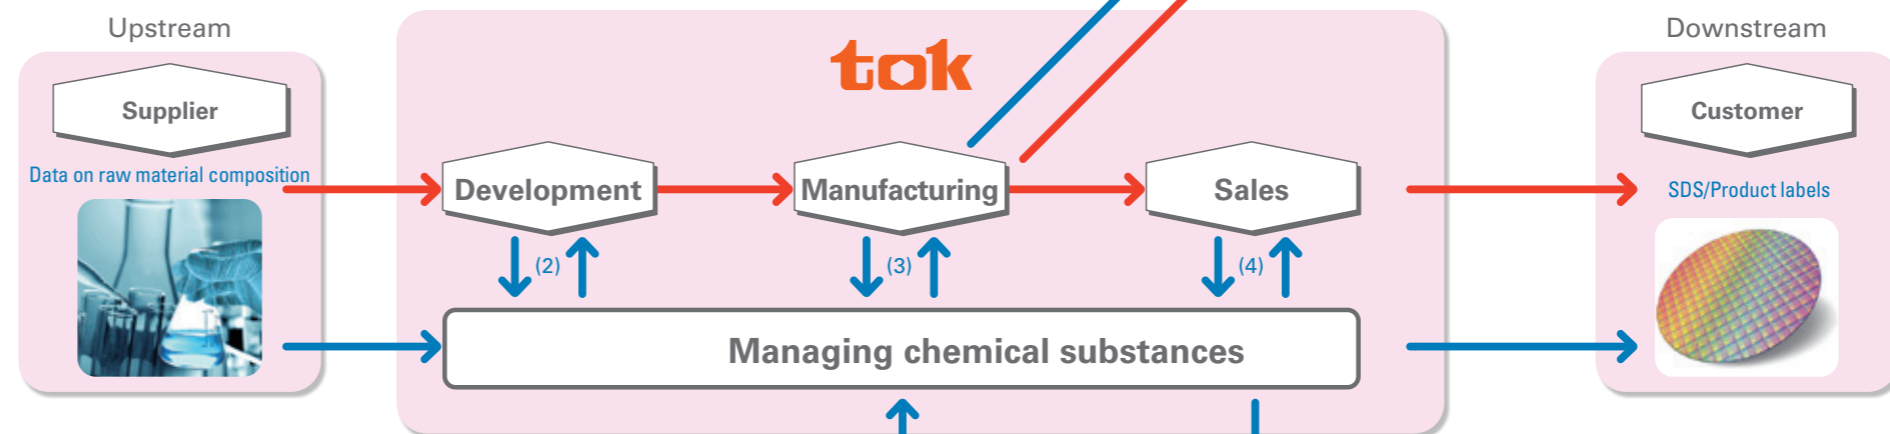 Upstream
Downstream
tok
Supplier
Customer
Data on raw material composition
Development
Manufacturing
Sales
SDS/Product labels
(2)
(3)
(4)
Managing chemical substances